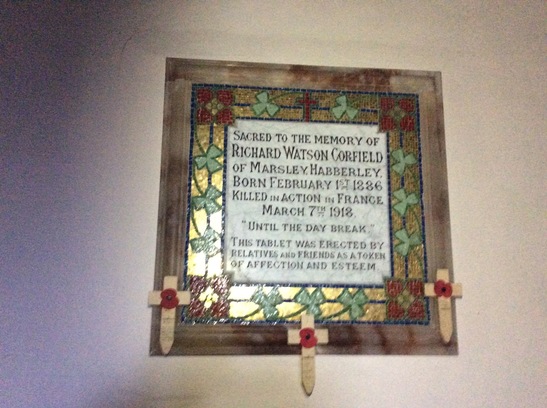 SACRED TO THE MEMORY OF
RICHARD WATSON CORFIELD
OF MARSLEY, HABBERLEY.
BORN FEBRUARY 1ST 1886
KILLED IN ACTION IN FRANCE
MARCH 7TH 1918.
"UNTIL THE DAY BREAK."
THIS TABLET WAS ERECTED BY
RELATIVES AND FRIENDS AS A TOKEN
OF AFFECTION AND ESTEEM